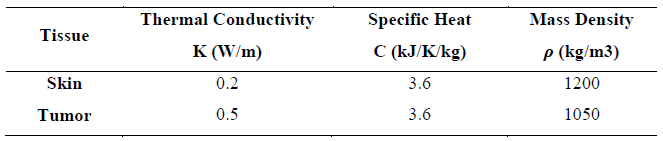 Tissue Thermal Conductivity Specific Heat Mass Density
K (W/m) C (kJ/K/kg) ρ (kg/m3)
Skin 0.2 3.6 1200
Tumor 0.5 3.6 1050